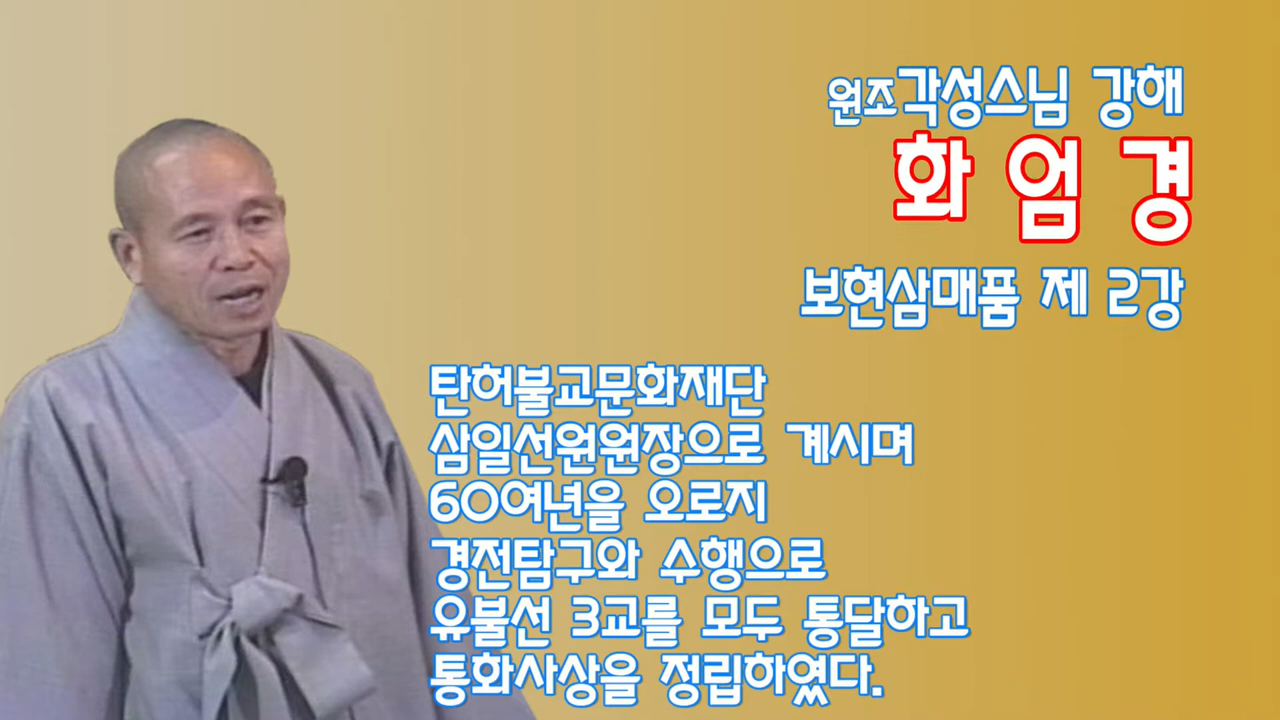 원조각성스님 강해
화엄경
보현삼매품 제 2강
탄허불교문화재단
삼일선원원장으로 계시며
60여년을 오로지
경전탐구와 수행으로
유불선 3교를 모두 통달하고
통화사상을 정립하였다.